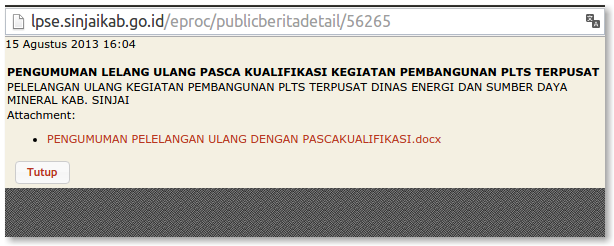 lpse.sinjaikab.go.id/eproc/publicberitadetail/56265
15 Agustus 2013 16:04
PENGUMUMAN LELANG ULANG PASCA KUALIFIKASI KEGIATAN PEMBANGUNAN PLTS TERPUSAT
PELELANGAN ULANG KEGIATAN PEMBANGUNAN PLTS TERPUSAT DINAS ENERGI DAN SUMBER DAYA
MINERAL KAB. SINJAI
Attachment:
• PENGUMUMAN PELELANGAN ULANG DENGAN PASCAKUALIFIKASI.docx
Tutup